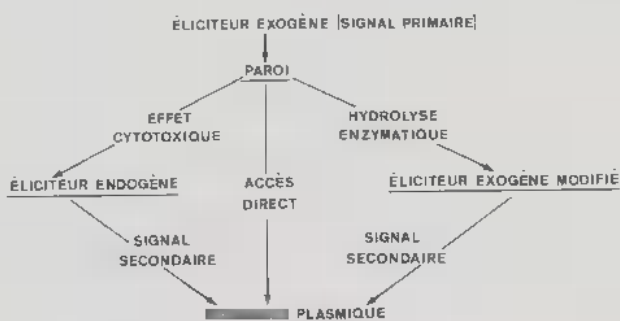 ÉLICITEUR EXOGÈNE (SIGNAL PRIMAIRE)
PAROI
EFFET
CYTOTOXIQUE
HYDROLYSE
ENZYMATIQUE
ÉLICITEUR ENDOGÈNE
ACCÈS
DIRECT
ÉLICITEUR EXOGÈNE MODIFIÉ
SIGNAL
SECONDAIRE
SIGNAL
SECONDAIRE
PLASMIQUE